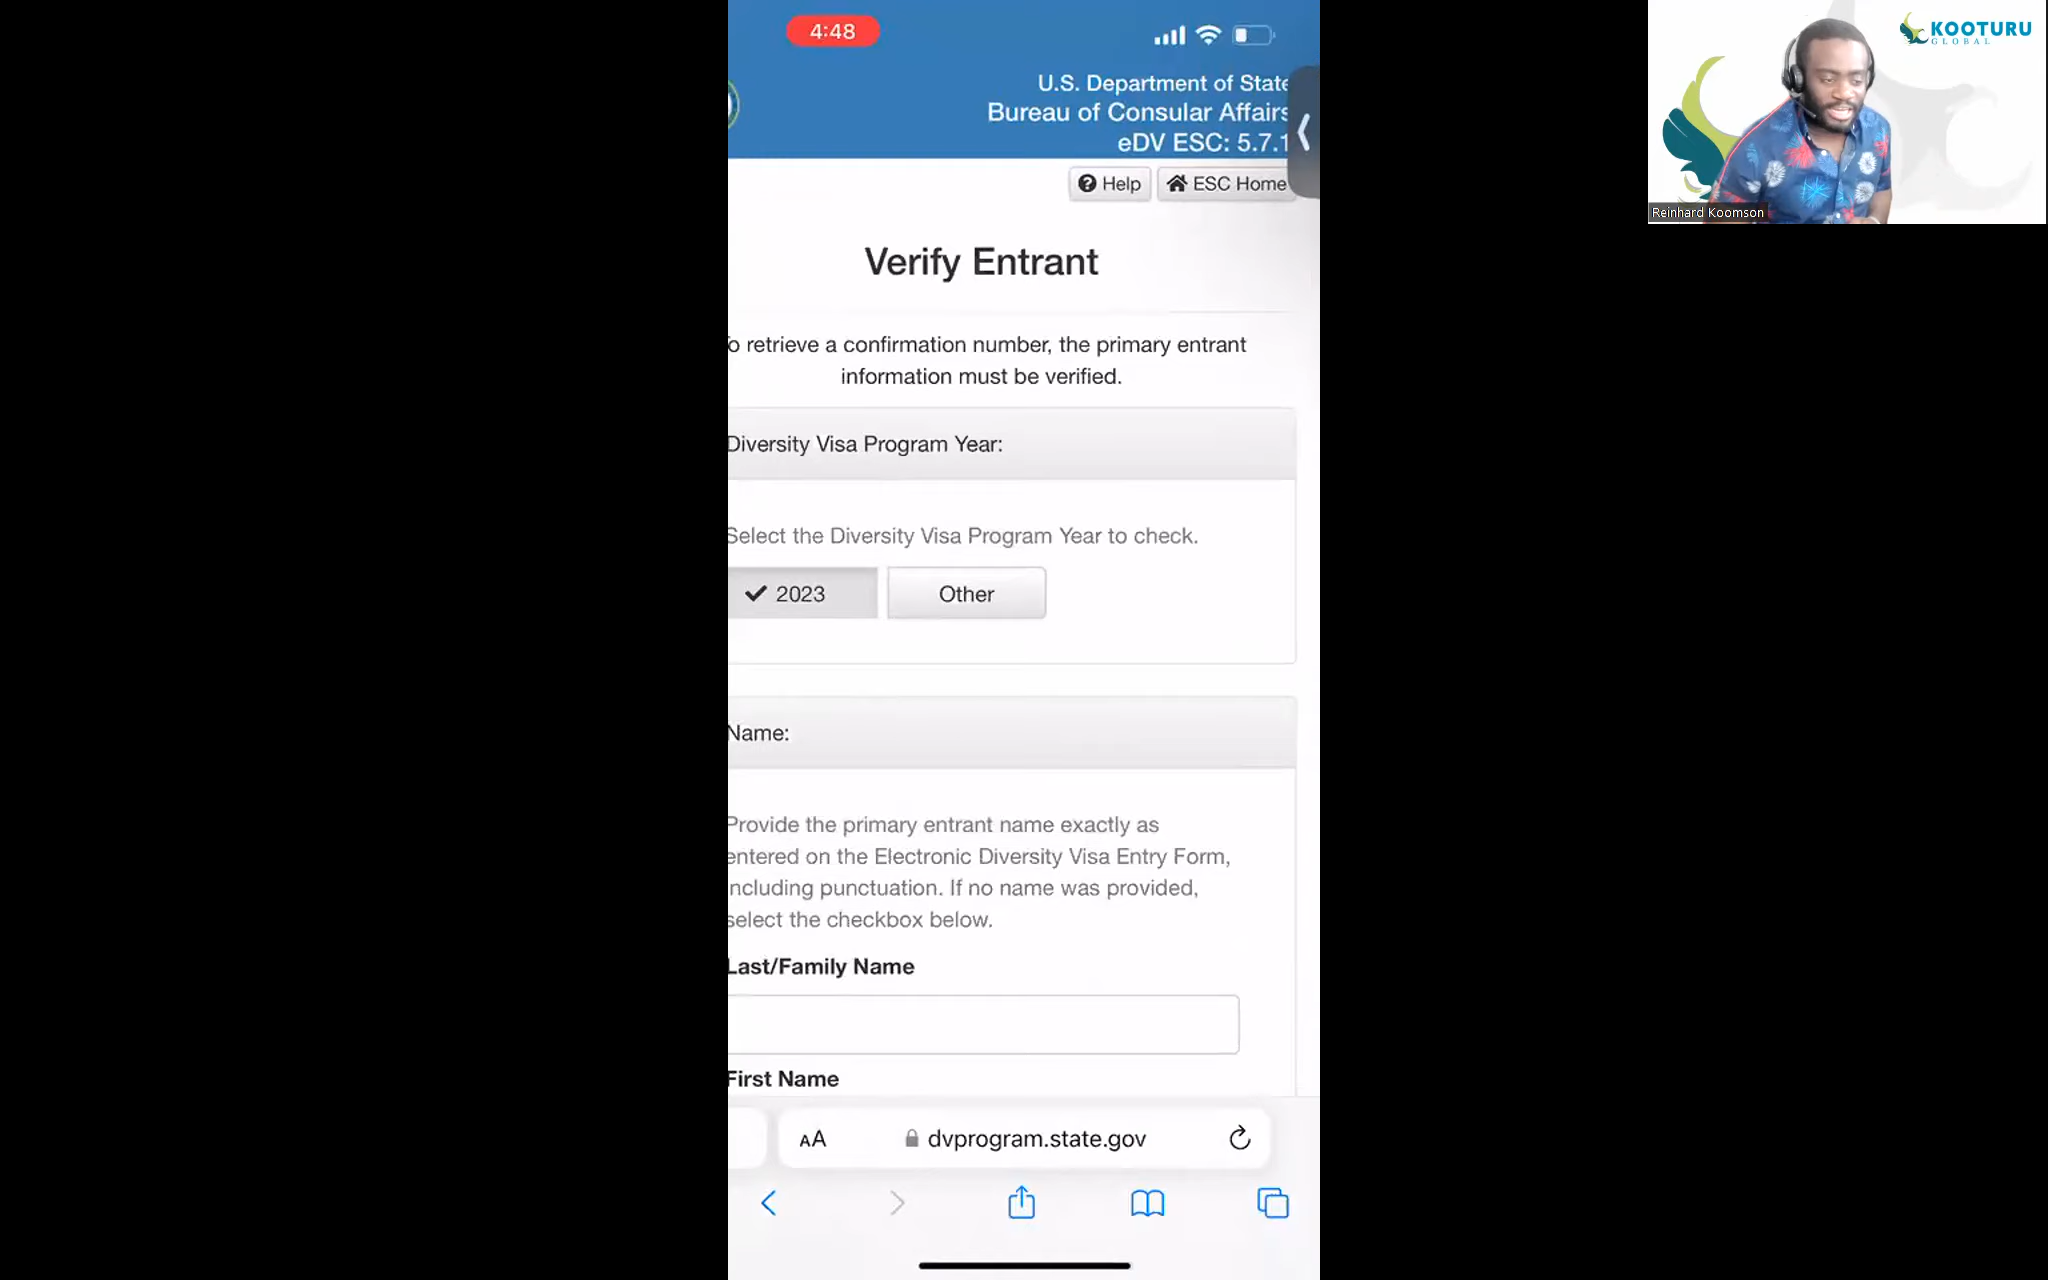 4:48
U.S. Department of State
Bureau of Consular Affairs
eDV ESC: 5.7.1
Help
ESC Home
Verify Entrant
o retrieve a confirmation number, the primary entrant
information must be verified.
Diversity Visa Program Year:
Select the Diversity Visa Program Year to check.
2023
Other
Name:
Provide the primary entrant name exactly as
entered on the Electronic Diversity Visa Entry Form,
including punctuation. If no name was provided,
select the checkbox below.
Last/Family Name
First Name
AA
dvprogram.state.gov
KOOTURU
GLOBAL
Reinhard Koomson